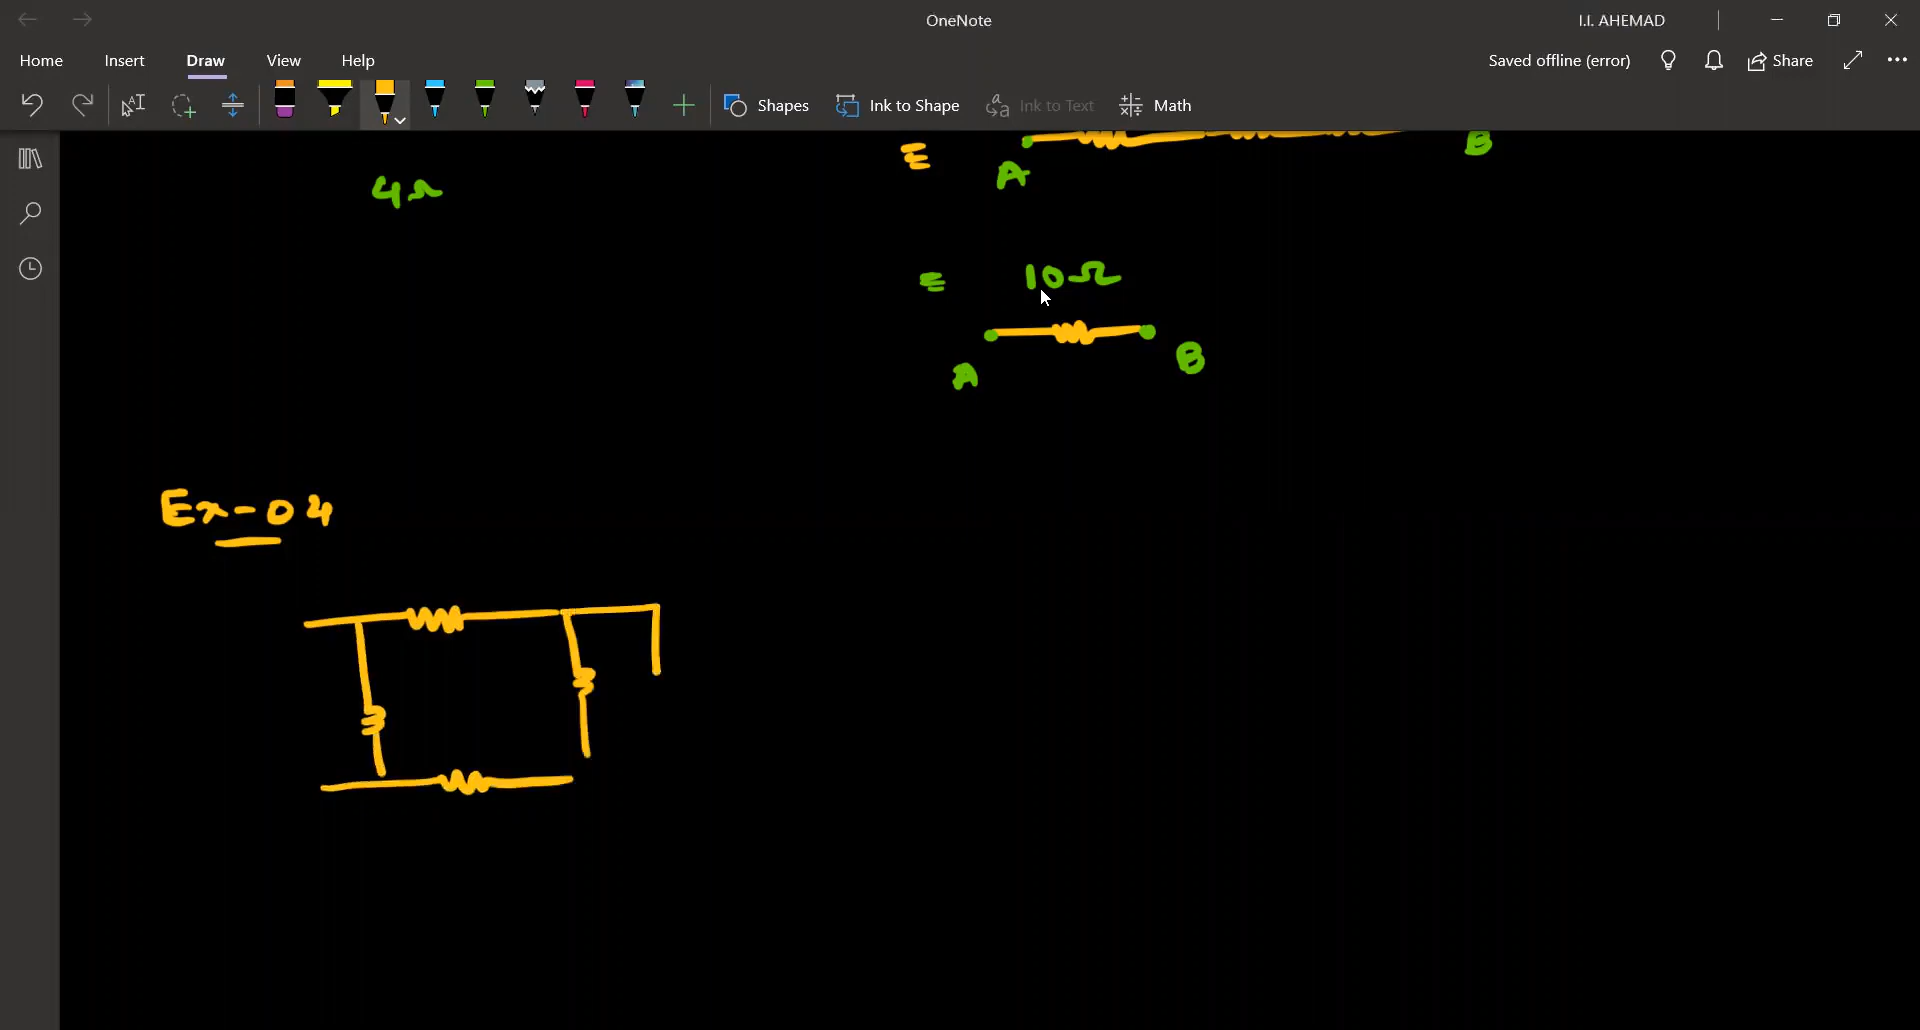 OneNote
I.I. AHEMAD
Home Insert Draw View Help
Saved offline (error) Share
Shapes Ink to Shape Ink to Text Math
≡ A B
4Ω
≡ 10Ω
A B
Ex-04